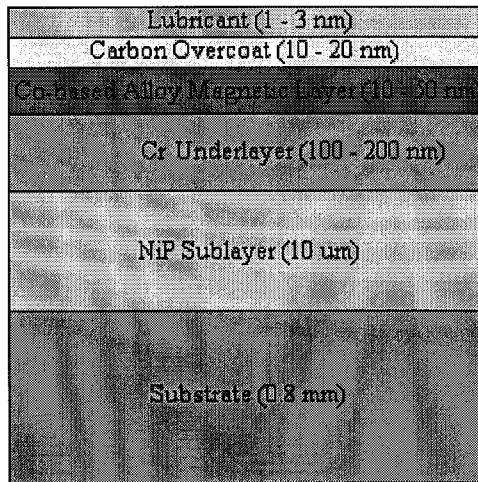 Lubricant (1 - 3 nm)
Carbon Overcoat (10 - 20 nm)
Co-based Alloy Magnetic Layer (10 - 50 nm)
Cr Underlayer (100 - 200 nm)
NiP Sublayer (10 um)
Substrate (0.8 mm)